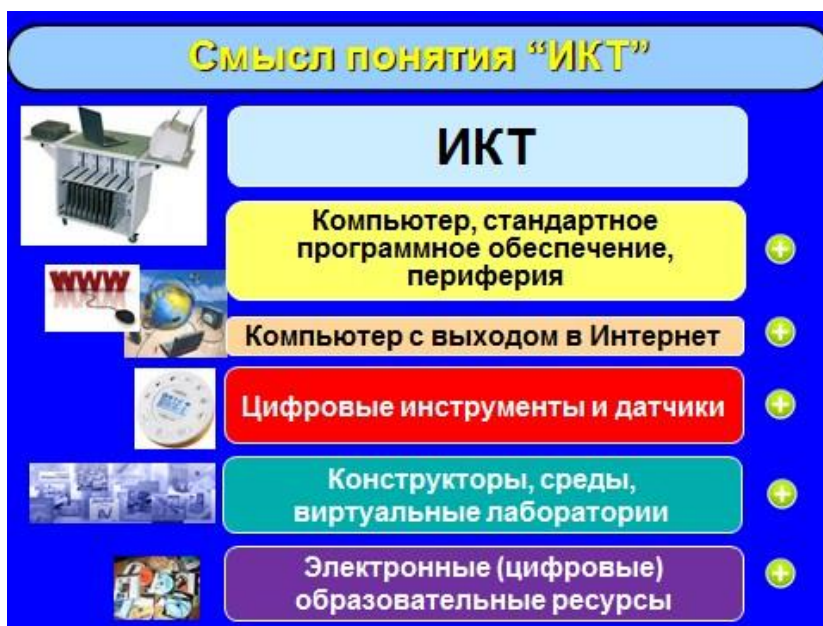 Смысл понятия “ИКТ”
ИКТ
Компьютер, стандартное
программное обеспечение,
периферия
WWW
Компьютер с выходом в Интернет
Цифровые инструменты и датчики
Конструкторы, среды,
виртуальные лаборатории
Электронные (цифровые)
образовательные ресурсы